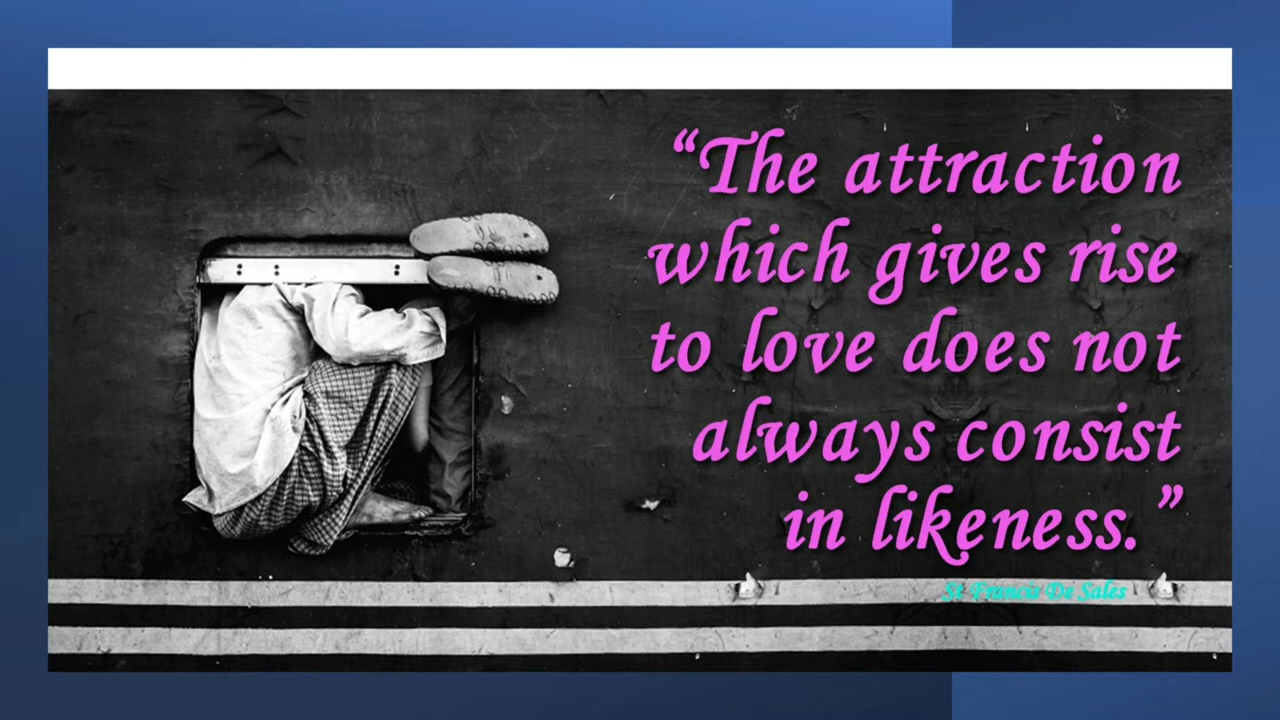 “The attraction
which gives rise
to love does not
always consist
in likeness.”
St Francis De Sales